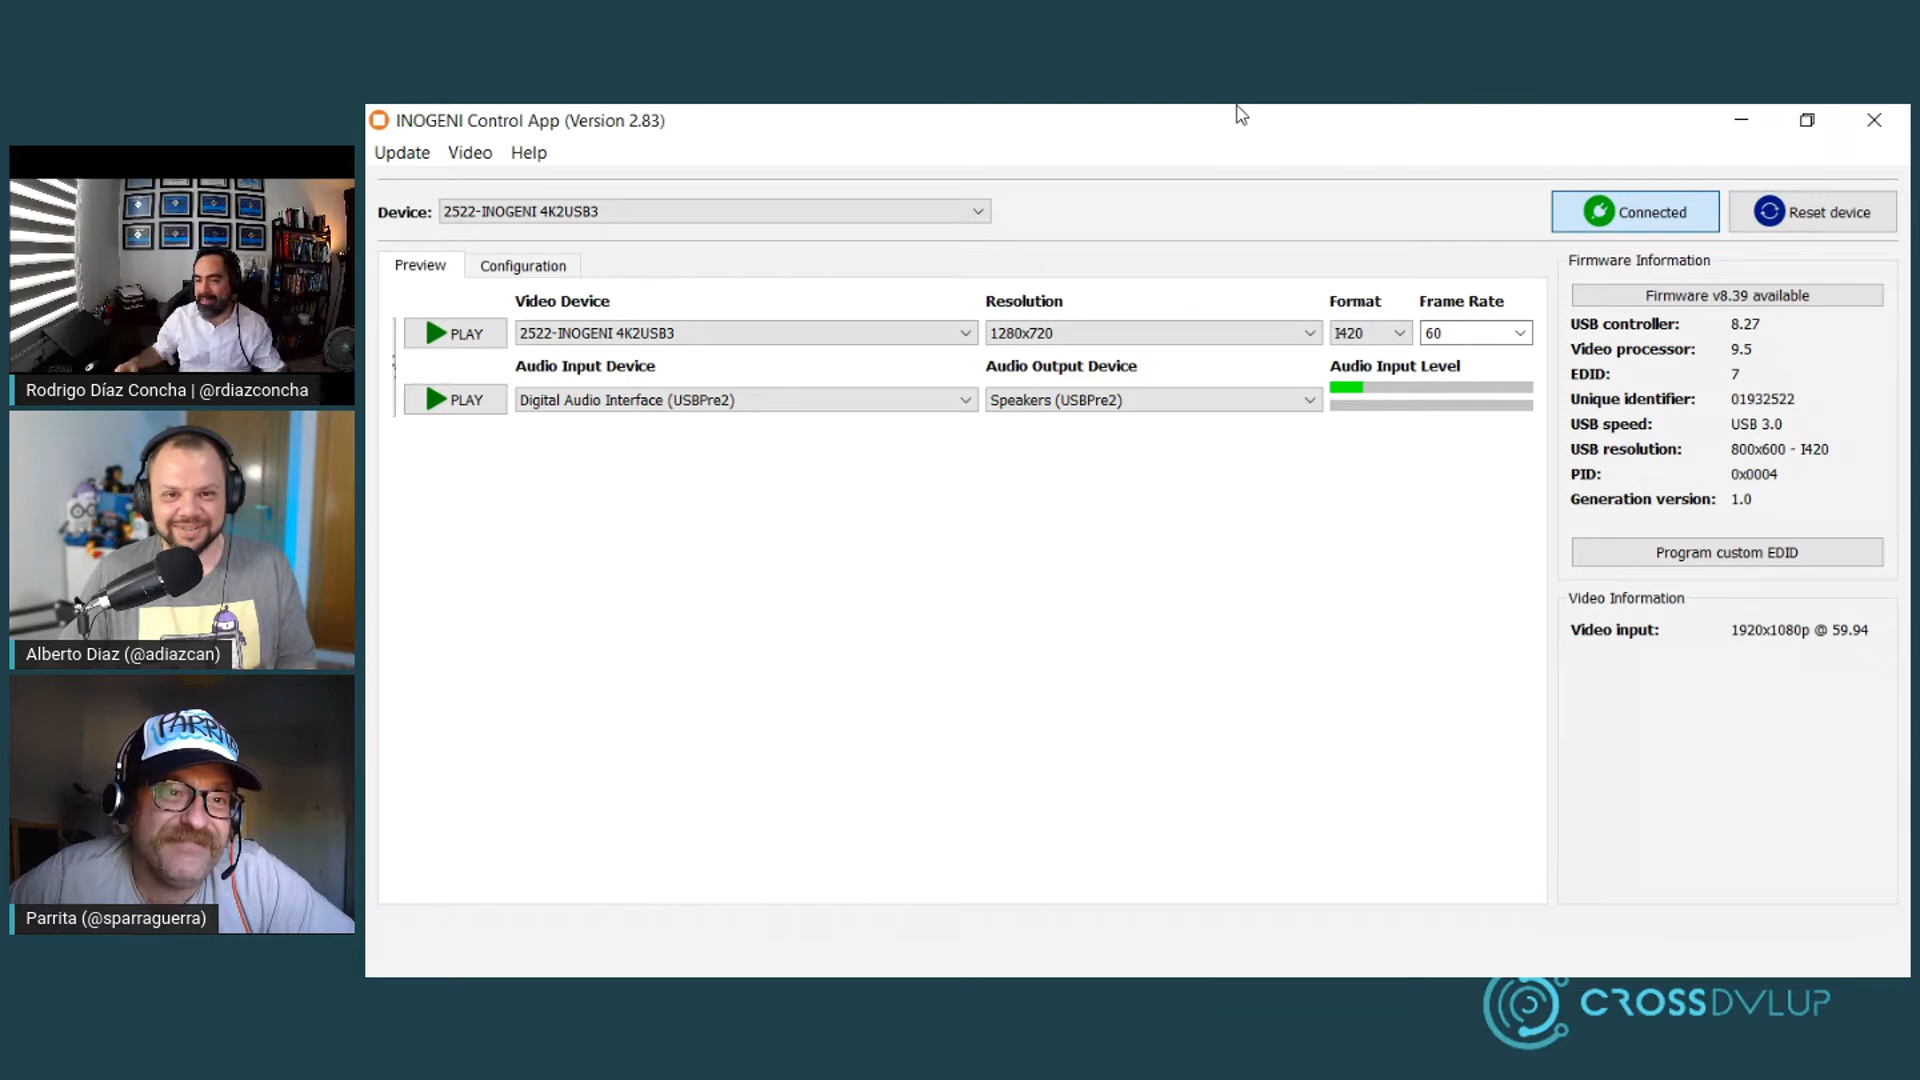 INOGENI Control App (Version 2.83)
Update Video Help
Device: 2522-INOGENI 4K2USB3
Connected
Reset device
Preview
Configuration
Video Device
Resolution
Format
Frame Rate
PLAY
2522-INOGENI 4K2USB3
1280x720
I420
60
Audio Input Device
Audio Output Device
Audio Input Level
PLAY
Digital Audio Interface (USBPre2)
Speakers (USBPre2)
Firmware Information
Firmware v8.39 available
USB controller: 8.27
Video processor: 9.5
EDID: 7
Unique identifier: 01932522
USB speed: USB 3.0
USB resolution: 800x600 - I420
PID: 0x0004
Generation version: 1.0
Program custom EDID
Video Information
Video input: 1920x1080p @ 59.94
Rodrigo Díaz Concha | @rdiazconcha
Alberto Diaz (@adiazcan)
PARRIT
Parrita (@sparraguerra)
CROSSDVLUP